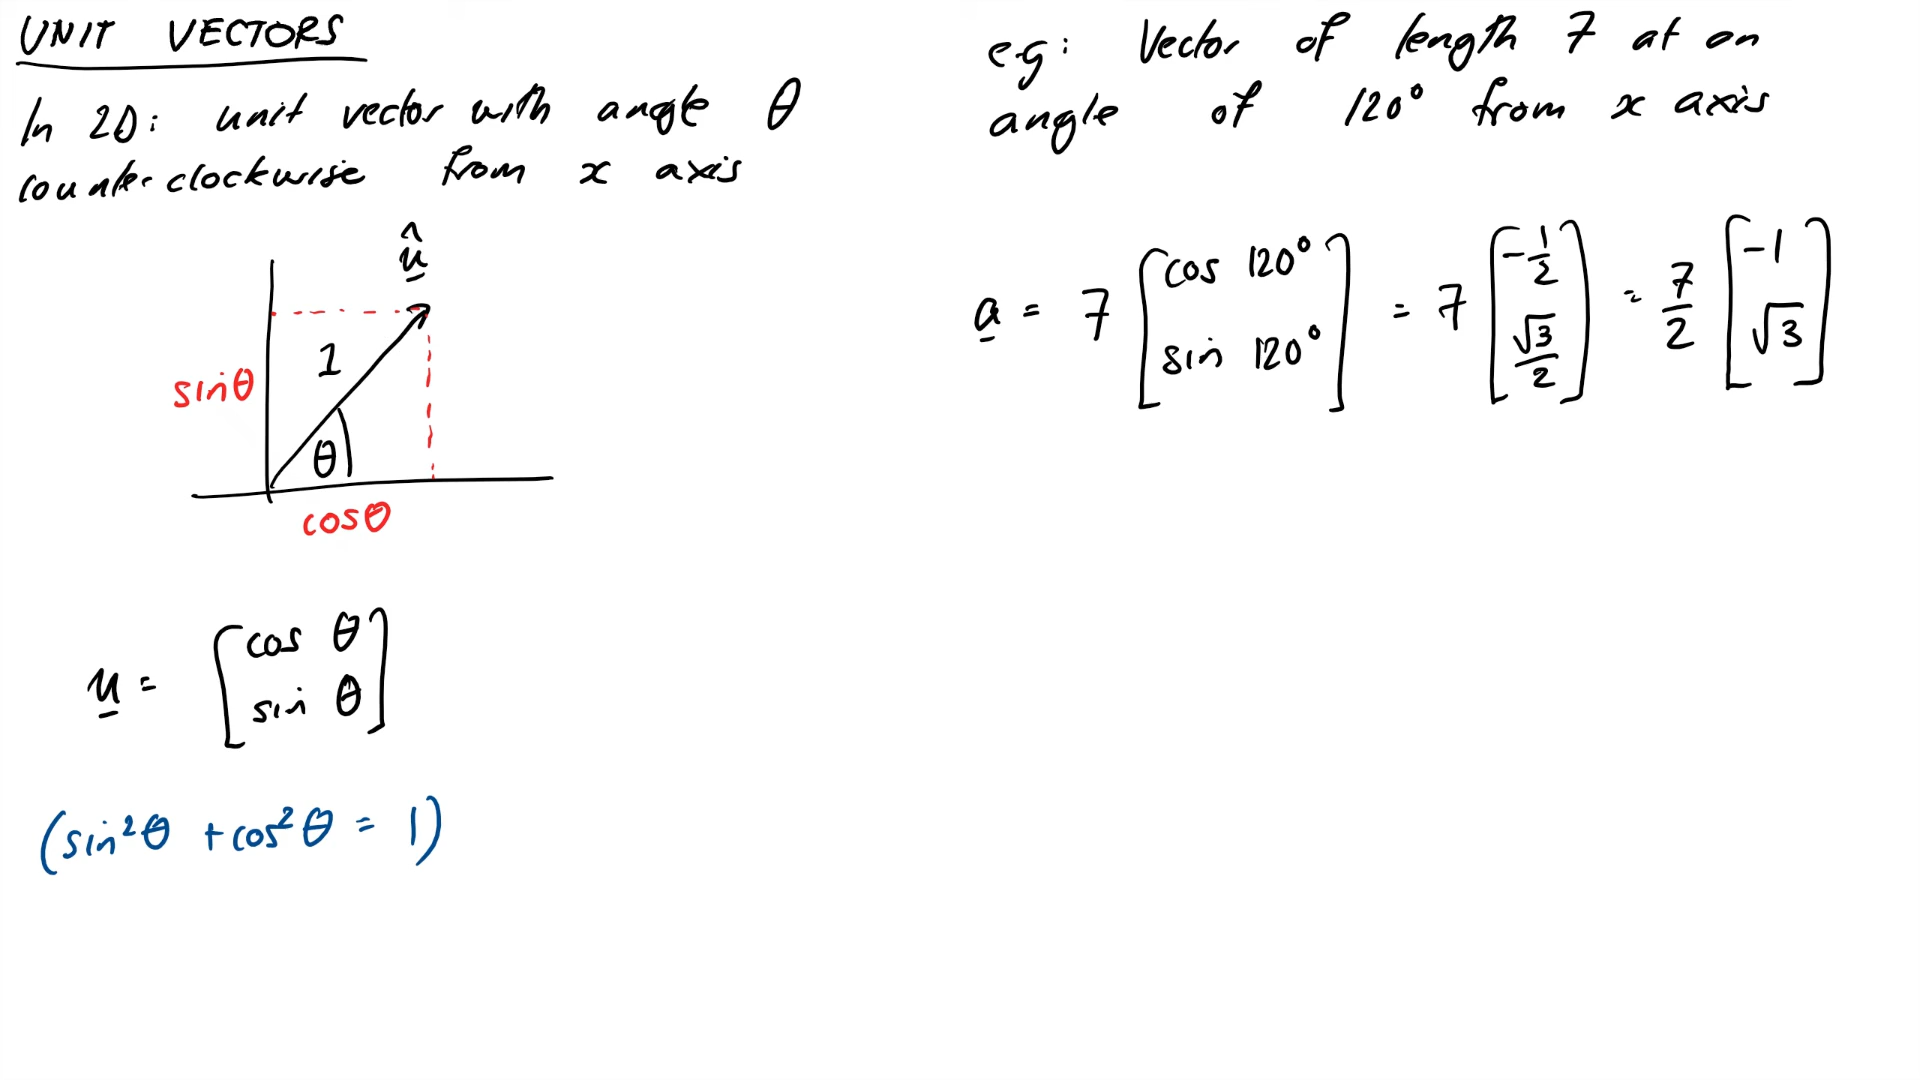 UNIT VECTORS
In 2D: unit vector with angle θ
counterclockwise from x axis
û
1
sinθ
θ
cosθ
u = [cos θ
sin θ]
(sin²θ + cos²θ = 1)
eg: Vector of length 7 at an
angle of 120° from x axis
a = 7 [cos 120° sin 120°] = 7 [-1/2 √3/2] = 7/2 [-1 √3]